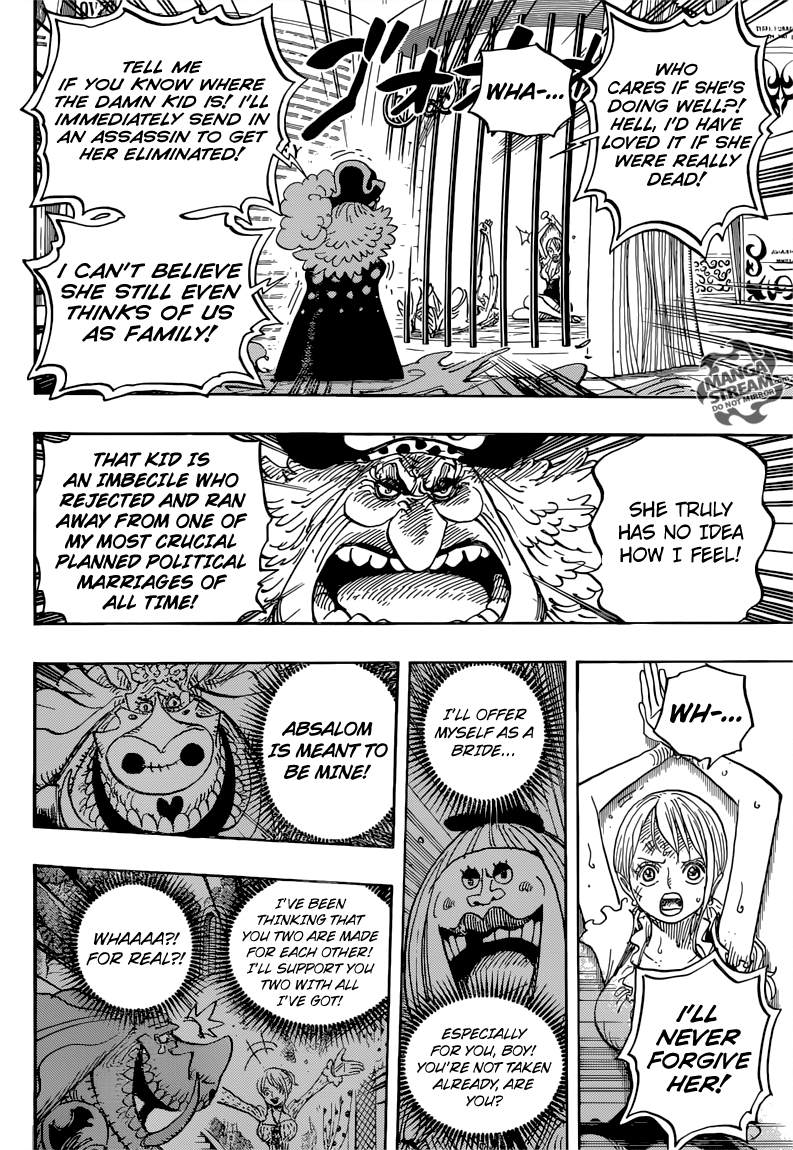 WHO
CARES IF SHE'S
DOING WELL?!
HELL, I'D HAVE
LOVED IT IF SHE
WERE REALLY
DEAD!
WHA-...
ゴオオオ
TELL ME
IF YOU KNOW WHERE
THE DAMN KID IS! I'LL
IMMEDIATELY SEND IN
AN ASSASSIN TO GET
HER ELIMINATED!
I CAN'T BELIEVE
SHE STILL EVEN
THINKS OF US
AS FAMILY!
MANGA
STREAM
DO NOT MIRROR
SHE TRULY
HAS NO IDEA
HOW I FEEL!
THAT KID IS
AN IMBECILE WHO
REJECTED AND RAN
AWAY FROM ONE OF
MY MOST CRUCIAL
PLANNED POLITICAL
MARRIAGES OF
ALL TIME!
WH-...
I'LL
NEVER
FORGIVE
HER!
I'LL OFFER
MYSELF AS A
BRIDE...
ESPECIALLY
FOR YOU, BOY!
YOU'RE NOT TAKEN
ALREADY, ARE
YOU?
ABSALOM
IS MEANT TO
BE MINE!
I'VE BEEN
THINKING THAT
YOU TWO ARE MADE
FOR EACH OTHER!
I'LL SUPPORT YOU
TWO WITH ALL
I'VE GOT!
WHAAAA?!
FOR REAL?!